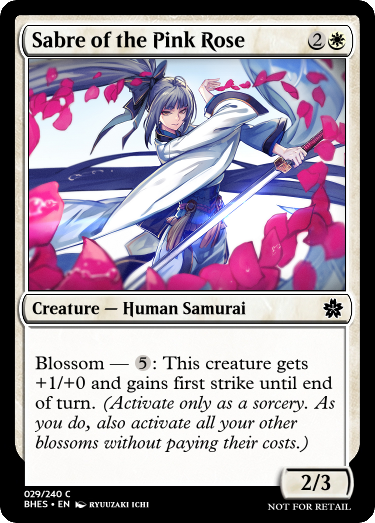 Sabre of the Pink Rose 2
Creature — Human Samurai
Blossom — 5: This creature gets
+1/+0 and gains first strike until end
of turn. (Activate only as a sorcery. As
you do, also activate all your other
blossoms without paying their costs.)
2/3
029/240 C
BHES • EN RYUUZAKI ICHI
NOT FOR RETAIL